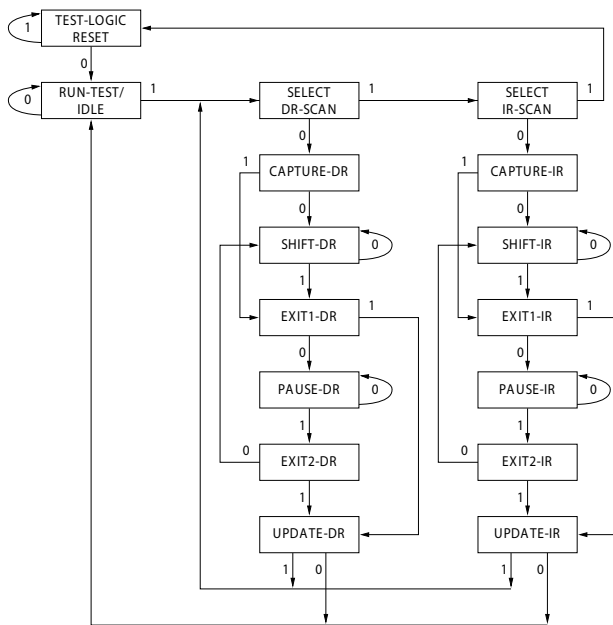 TEST-LOGIC
RESET
1
0
RUN-TEST/
IDLE
0
1
SELECT
DR-SCAN
1
SELECT
IR-SCAN
1
0
0
1
CAPTURE-DR
1
CAPTURE-IR
0
0
SHIFT-DR
0
SHIFT-IR
0
1
1
EXIT1-DR
1
EXIT1-IR
1
0
0
PAUSE-DR
0
PAUSE-IR
0
1
1
0
EXIT2-DR
0
EXIT2-IR
1
1
UPDATE-DR
UPDATE-IR
1
0
1
0